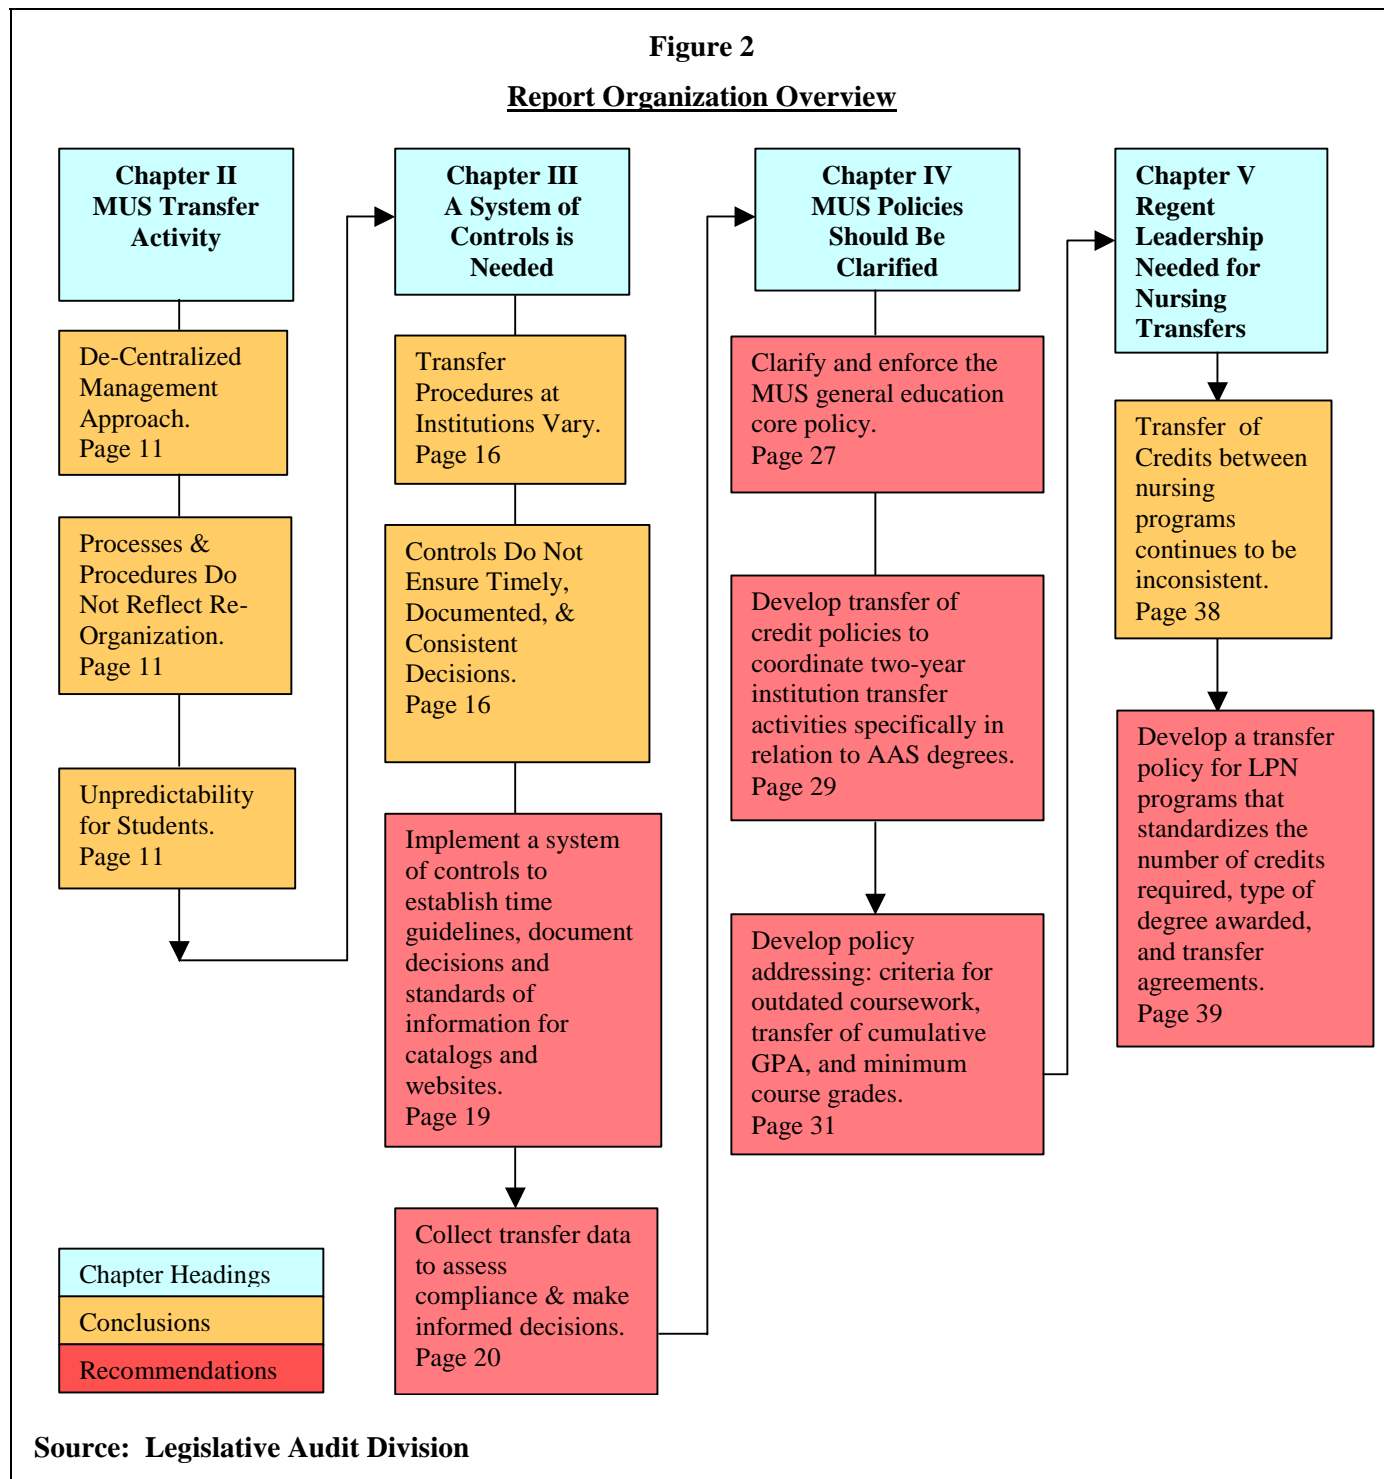 Figure 2
Report Organization Overview
Chapter II
MUS Transfer
Activity
De-Centralized
Management
Approach.
Page 11
Processes &
Procedures Do
Not Reflect Re-
Organization.
Page 11
Unpredictability
for Students.
Page 11
Chapter III
A System of
Controls is
Needed
Transfer
Procedures at
Institutions Vary.
Page 16
Controls Do Not
Ensure Timely,
Documented, &
Consistent
Decisions.
Page 16
Implement a system
of controls to
establish time
guidelines, document
decisions and
standards of
information for
catalogs and
websites.
Page 19
Collect transfer data
to assess
compliance & make
informed decisions.
Page 20
Chapter IV
MUS Policies
Should Be
Clarified
Clarify and enforce the
MUS general education
core policy.
Page 27
Develop transfer of
credit policies to
coordinate two-year
institution transfer
activities specifically in
relation to AAS degrees.
Page 29
Develop policy
addressing: criteria for
outdated coursework,
transfer of cumulative
GPA, and minimum
course grades.
Page 31
Chapter V
Regent
Leadership
Needed for
Nursing
Transfers
Transfer of
Credits between
nursing
programs
continues to be
inconsistent.
Page 38
Develop a transfer
policy for LPN
programs that
standardizes the
number of credits
required, type of
degree awarded,
and transfer
agreements.
Page 39
Chapter Headings
Conclusions
Recommendations
Source: Legislative Audit Division